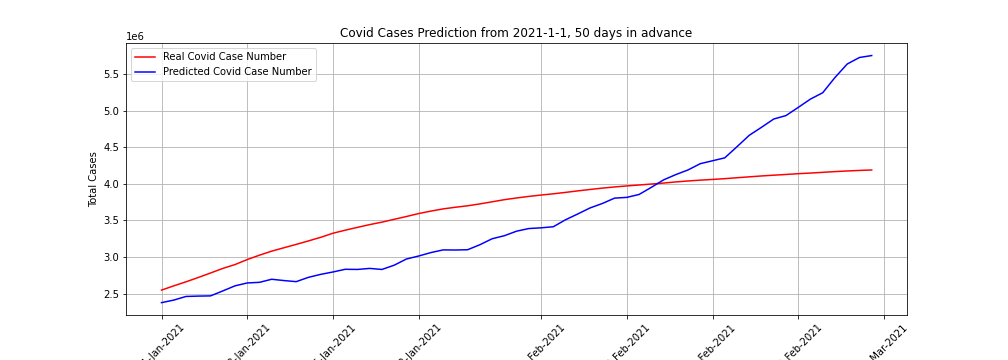 Covid Cases Prediction from 2021-1-1, 50 days in advance
1e6
Real Covid Case Number
Predicted Covid Case Number
5.5
5.0
4.5
4.0
3.5
3.0
2.5
Total Cases
-Jan-2021
-Jan-2021
-Jan-2021
-Jan-2021
Feb-2021
-Feb-2021
-Feb-2021
-Feb-2021
Mar-2021